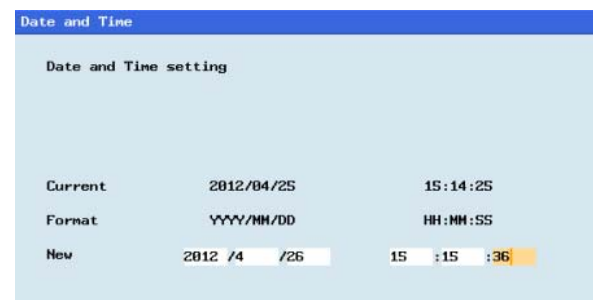 Date and Time
Date and Time setting
Current 2012/04/25 15:14:25
Format YYYY/MM/DD HH:MM:SS
New 2012 /4 /26 15 :15 :36